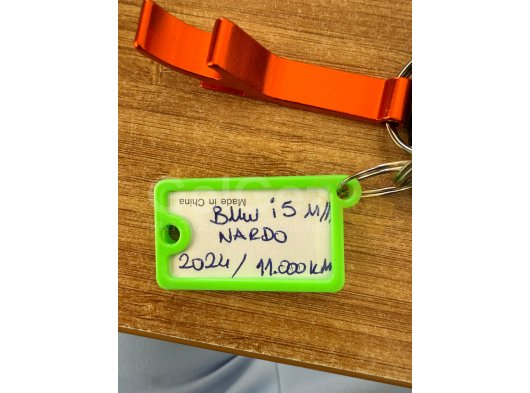 Made in China
BMW i5 M/
NARDO
2024/ 11.000 KM